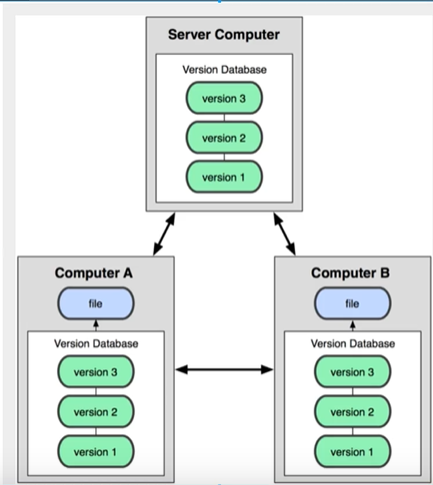 Server Computer
Version Database
version 3
version 2
version 1
Computer A
file
Version Database
version 3
version 2
version 1
Computer B
file
Version Database
version 3
version 2
version 1